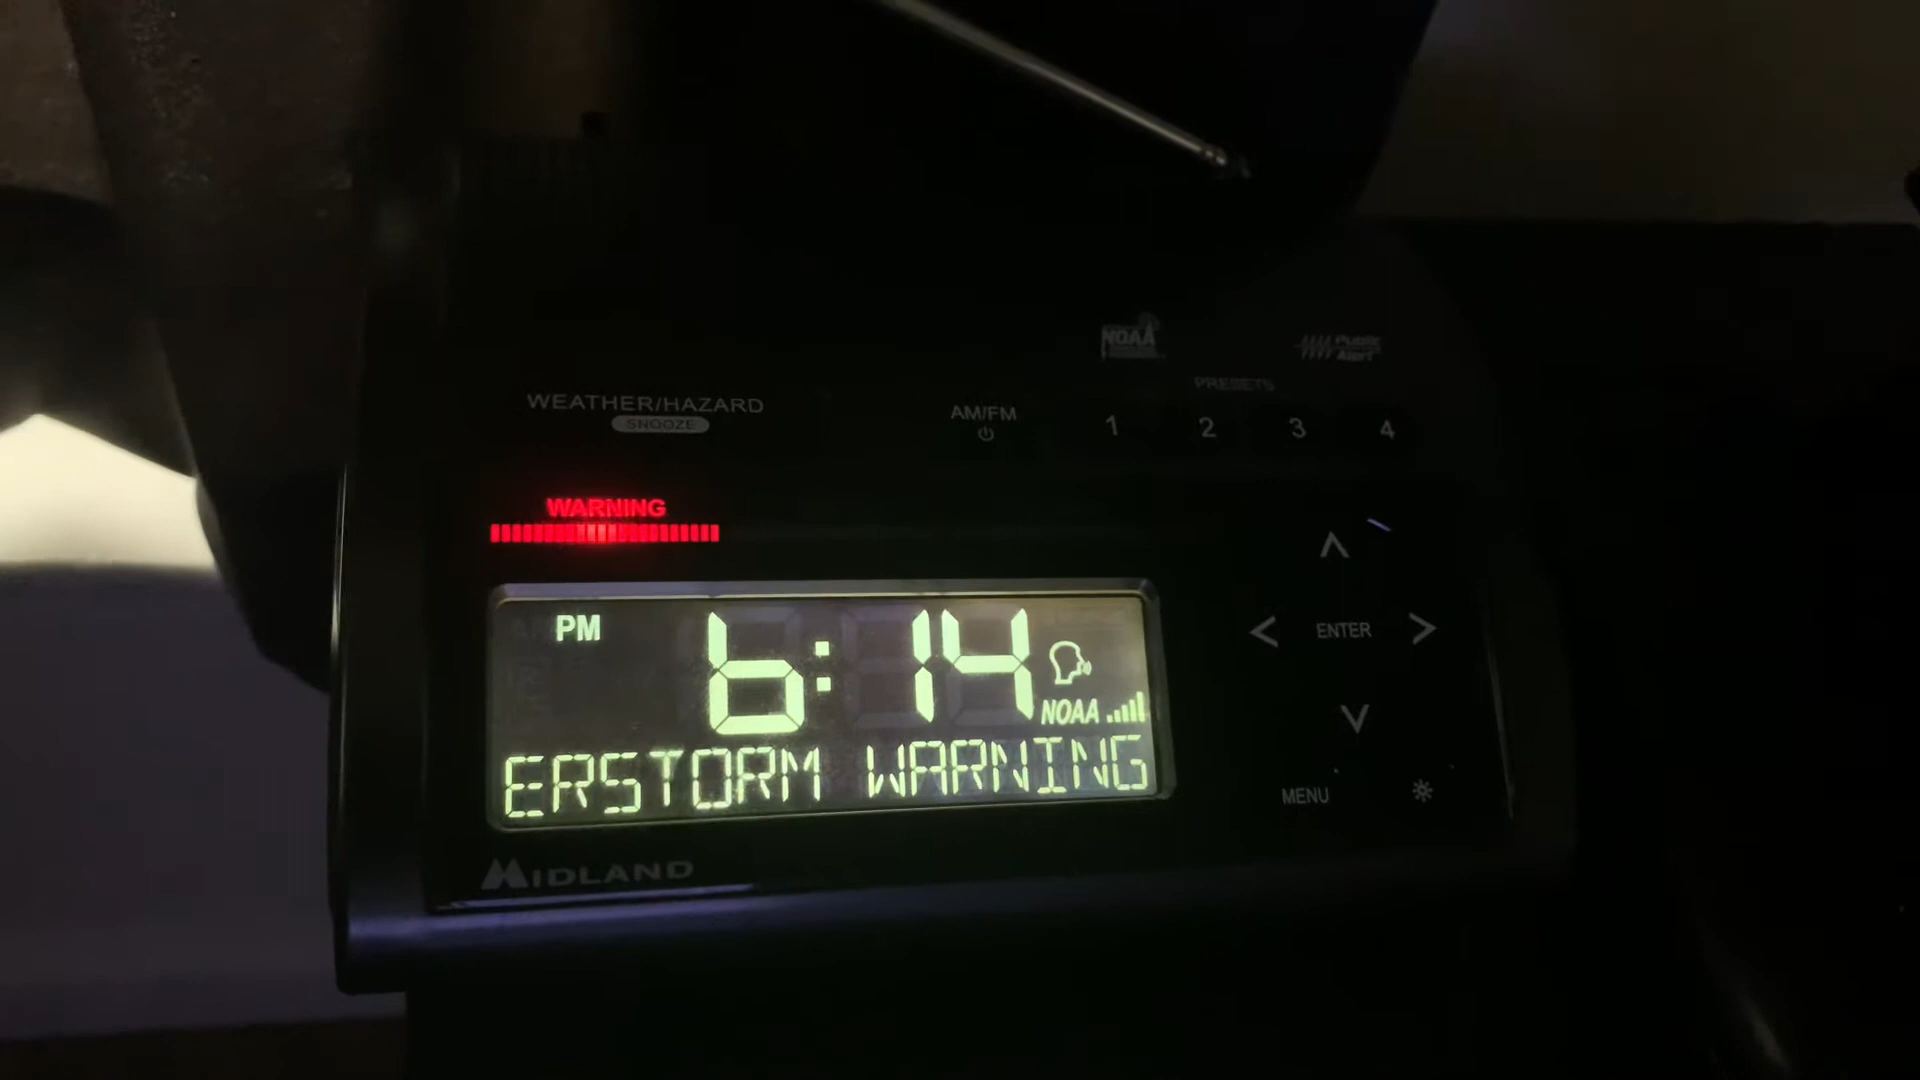 NOAA
Public
Alert
PRESETS
WEATHER/HAZARD
SNOOZE
AM/FM
1 2 3 4
WARNING
PM 6:14
NOAA
ERSTORM WARNING
ENTER
MENU
MIDLAND